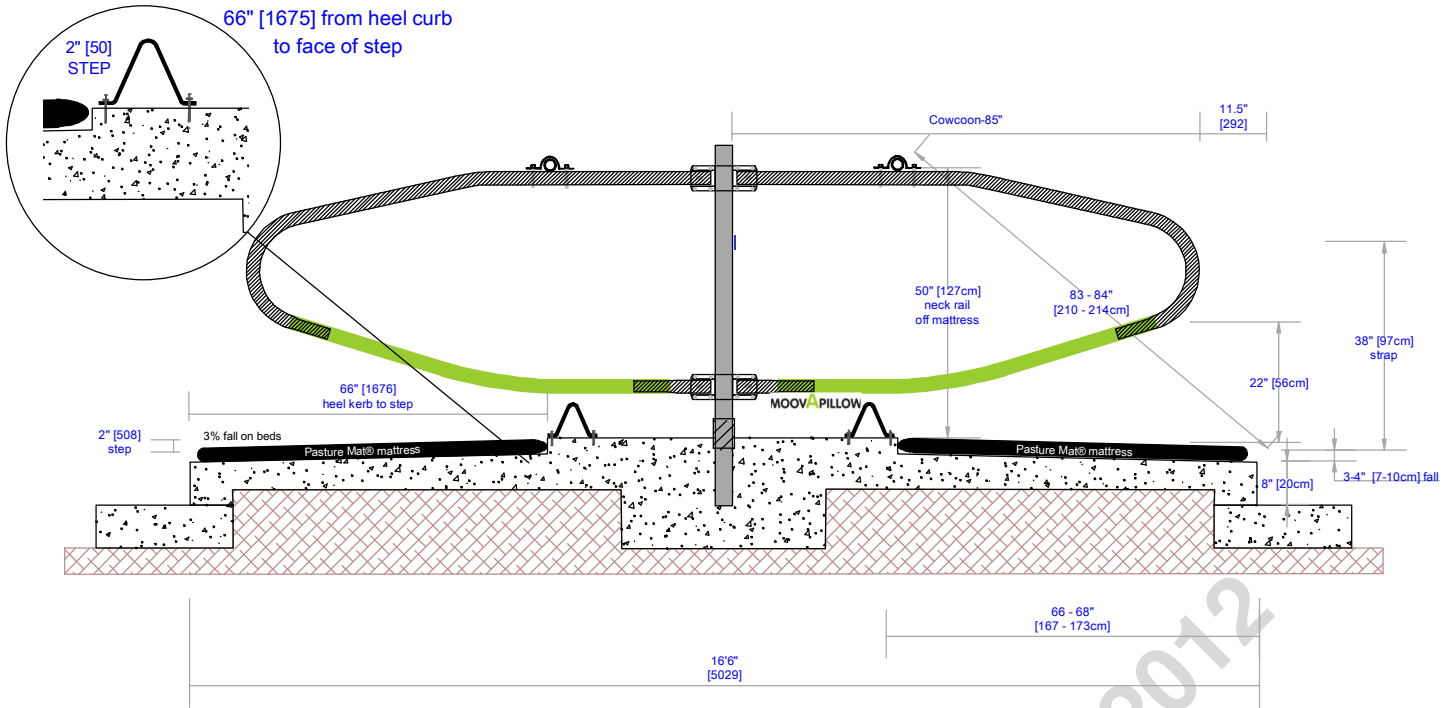 66" [1675] from heel curb
to face of step
2" [50]
STEP
Cowcoon-85"
11.5"
[292]
50" [127cm]
neck rail
off mattress
83 - 84"
[210 - 214cm]
38" [97cm]
strap
22" [56cm]
66" [1676]
heel kerb to step
MOOVAPILLOW
2" [508]
step
3% fall on beds
Pasture Mat® mattress
Pasture Mat® mattress
8" [20cm]
3-4" [7-10cm] fall
66 - 68"
[167 - 173cm]
16'6"
[5029]
2012